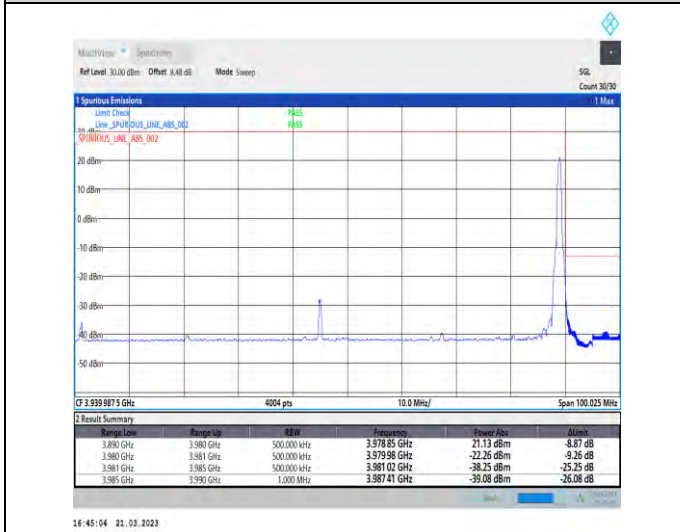 MultiView Spectrum
Ref Level 30.00 dBm Offset 8.48 dB Mode Sweep SGL
Count 30/30
1 Spurious Emissions 1 Max
Limit Check PASS
Line _SPURIOUS_LINE_ABS_002 PASS
_SPURIOUS_LINE_ABS_002
20 dBm
10 dBm
0 dBm
-10 dBm
-20 dBm
-30 dBm
-40 dBm
-50 dBm
CF 3.939 987 5 GHz 4004 pts 10.0 MHz/ Span 100.025 MHz
2 Result Summary
Range Low Range Up RBW Frequency Power Abs ΔLimit
3.890 GHz 3.980 GHz 500.000 kHz 3.978 85 GHz 21.13 dBm -8.87 dB
3.980 GHz 3.981 GHz 500.000 kHz 3.979 98 GHz -22.26 dBm -9.26 dB
3.981 GHz 3.985 GHz 500.000 kHz 3.981 02 GHz -38.25 dBm -25.25 dB
3.985 GHz 3.990 GHz 1.000 MHz 3.987 41 GHz -39.08 dBm -26.08 dB
16:45:04 21.03.2023